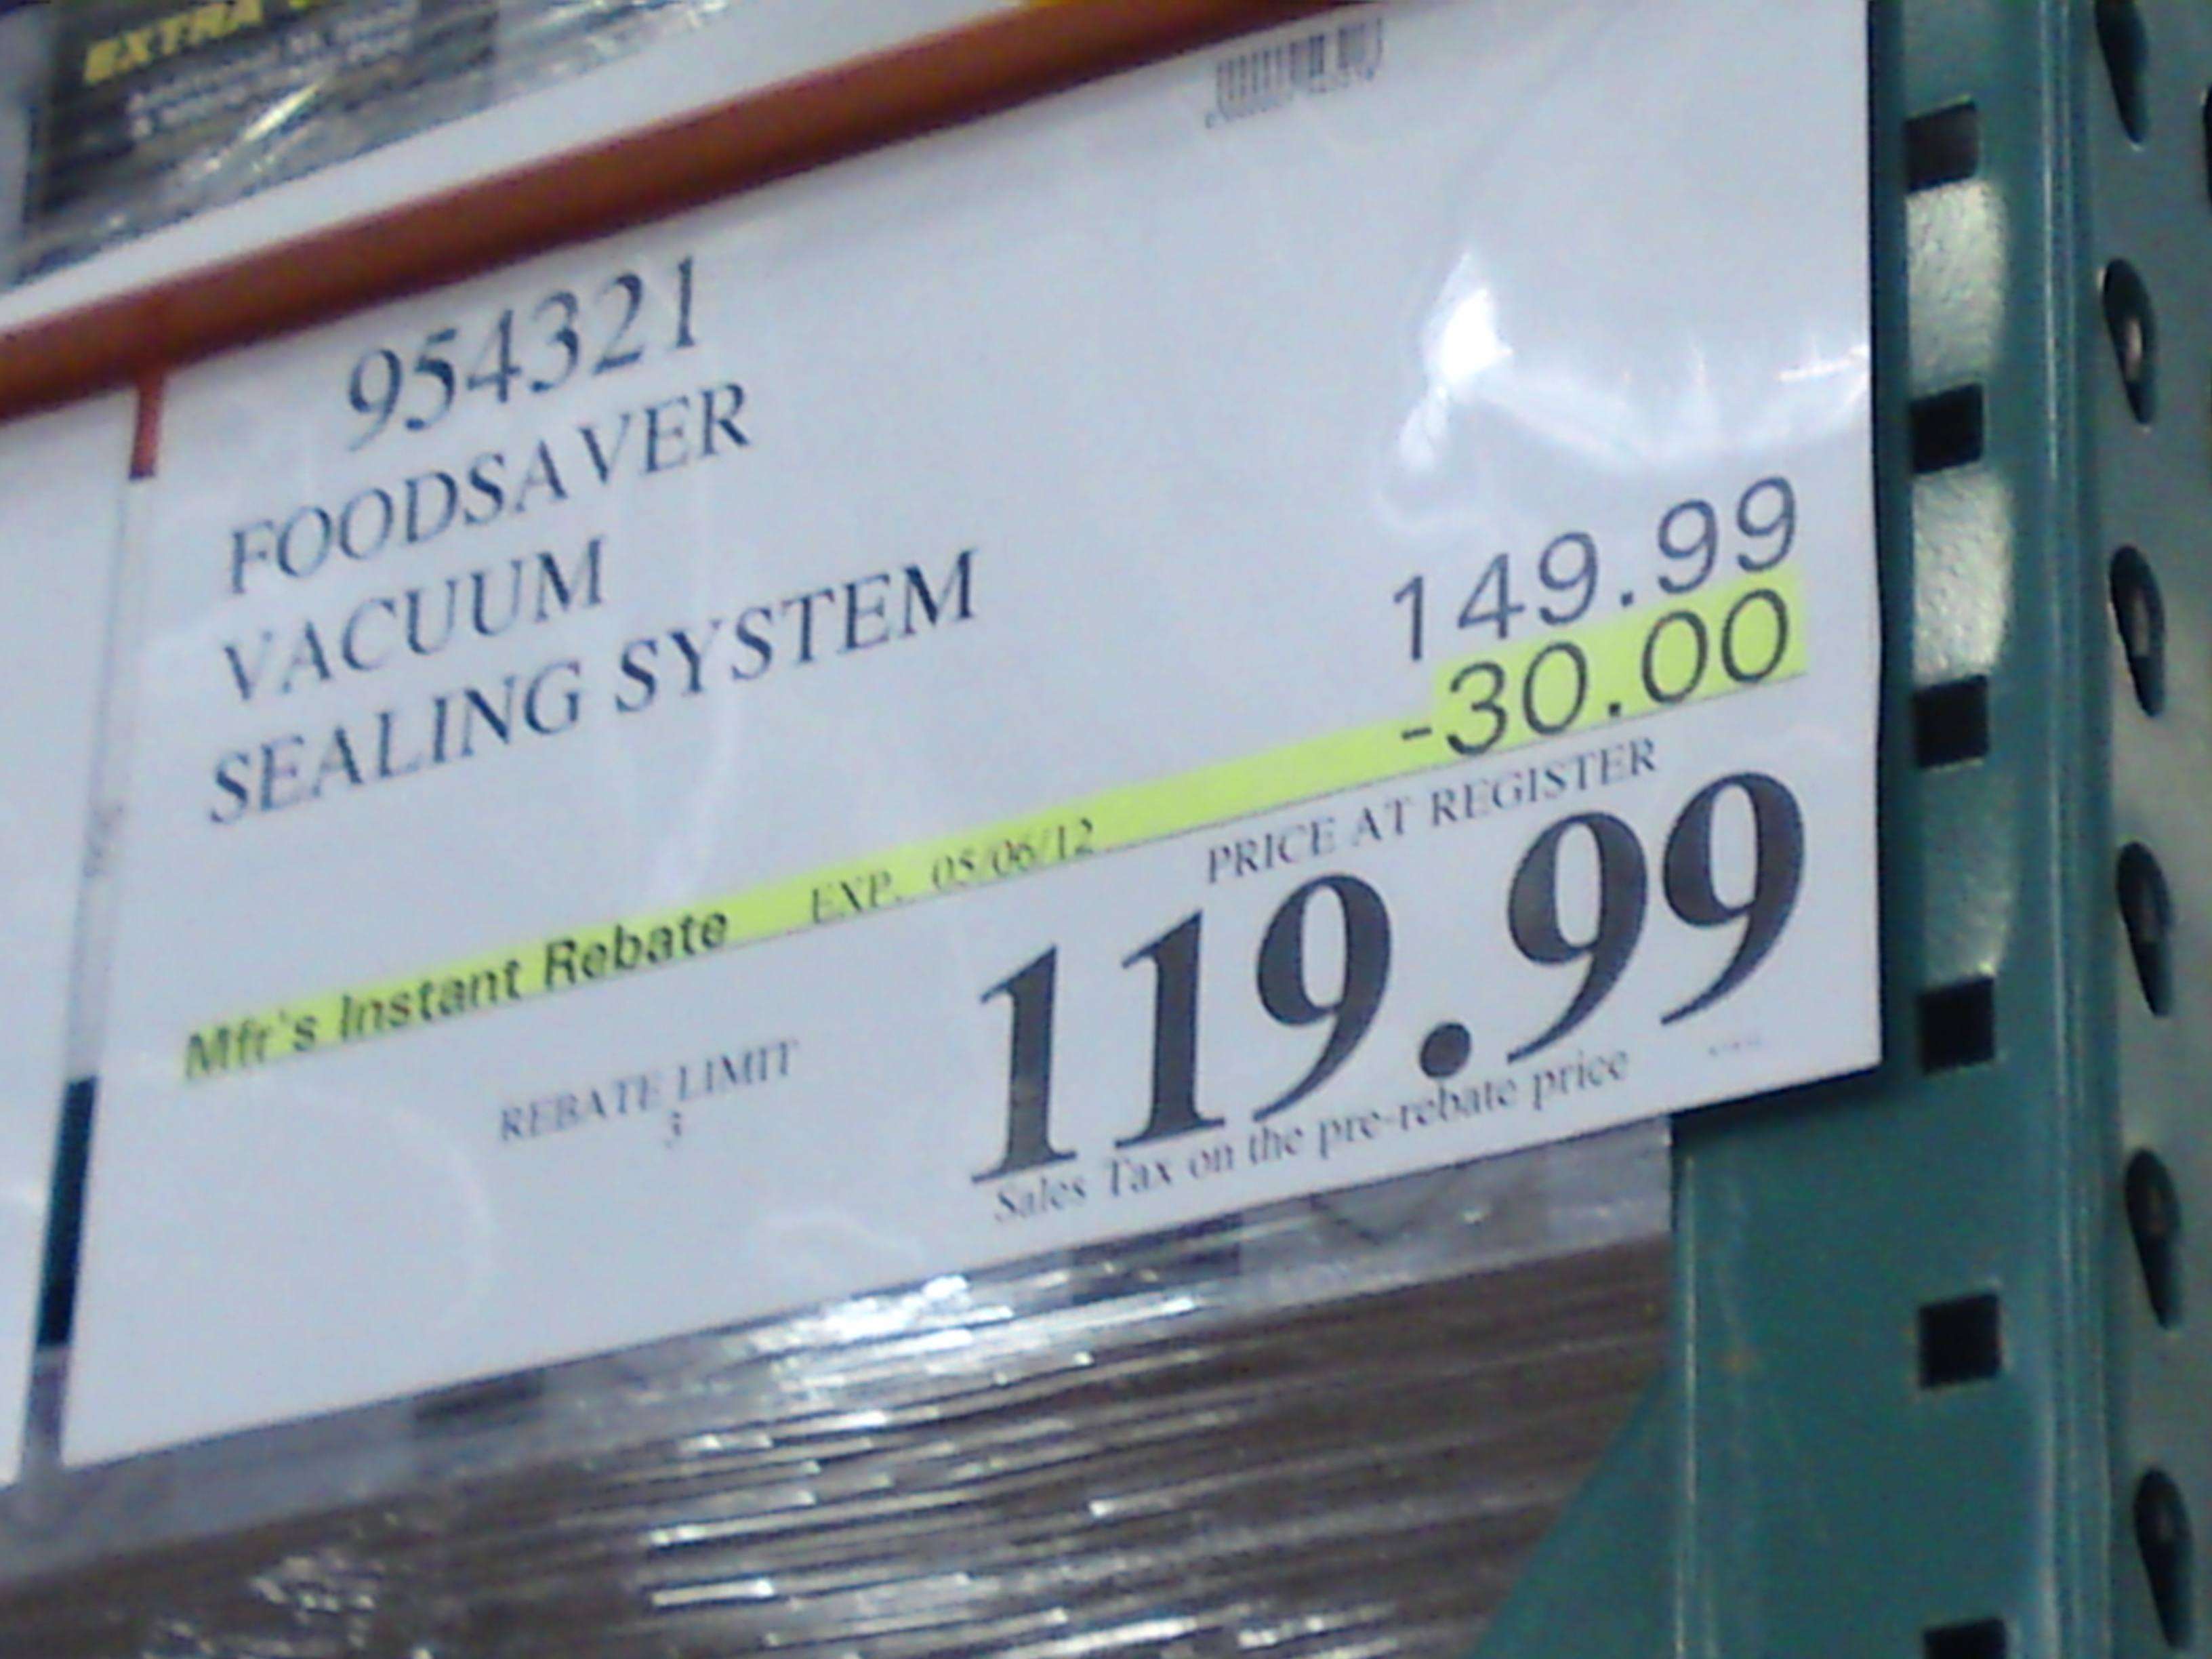 EXTRA
954321
FOODSAVER
VACUUM
SEALING SYSTEM
149.99
-30.00
Mfr's Instant Rebate EXP. 05/06/12
PRICE AT REGISTER
119.99
REBATE LIMIT
3
Sales Tax on the pre-rebate price